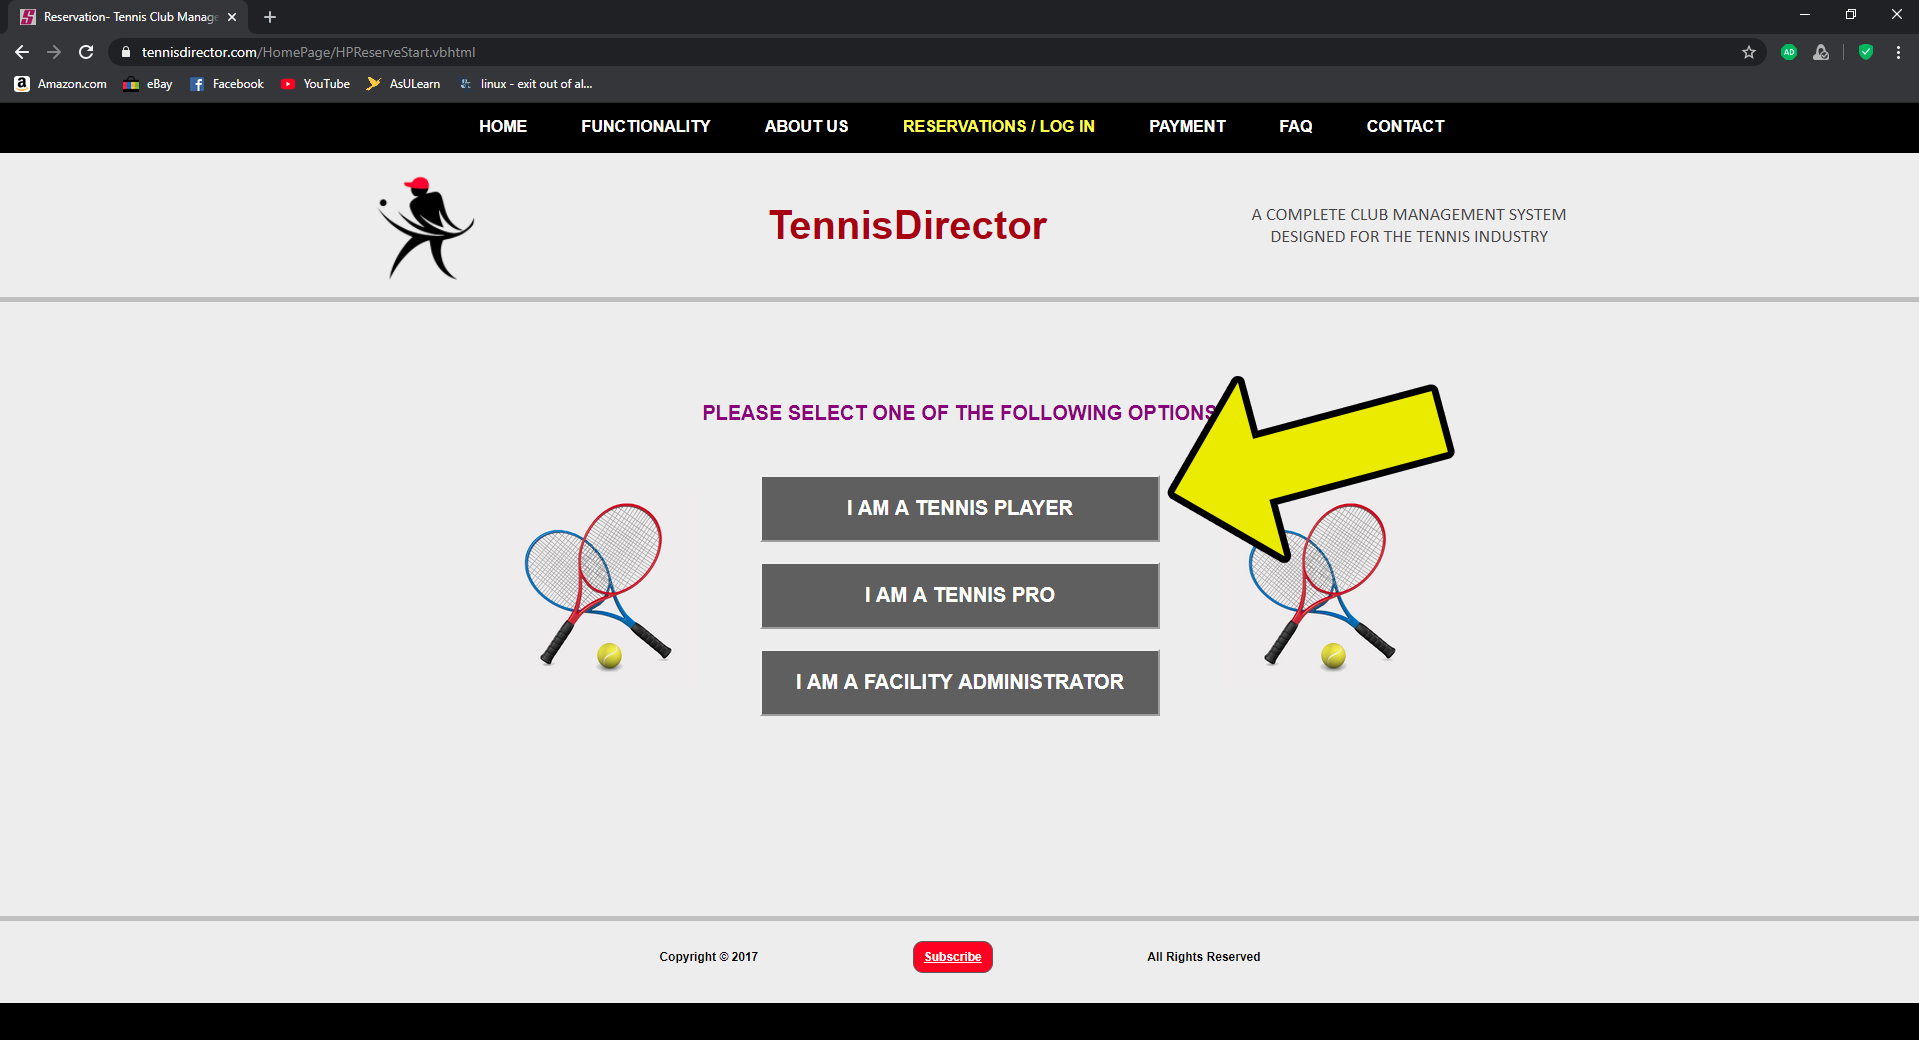 Reservation- Tennis Club Manage
tennisdirector.com/HomePage/HPReserveStart.vbhtml
AD
a Amazon.com eBay Facebook YouTube AsULearn linux - exit out of al...
HOME FUNCTIONALITY ABOUT US RESERVATIONS / LOG IN PAYMENT FAQ CONTACT
TennisDirector
A COMPLETE CLUB MANAGEMENT SYSTEM
DESIGNED FOR THE TENNIS INDUSTRY
PLEASE SELECT ONE OF THE FOLLOWING OPTIONS
I AM A TENNIS PLAYER
I AM A TENNIS PRO
I AM A FACILITY ADMINISTRATOR
Copyright © 2017 Subscribe All Rights Reserved